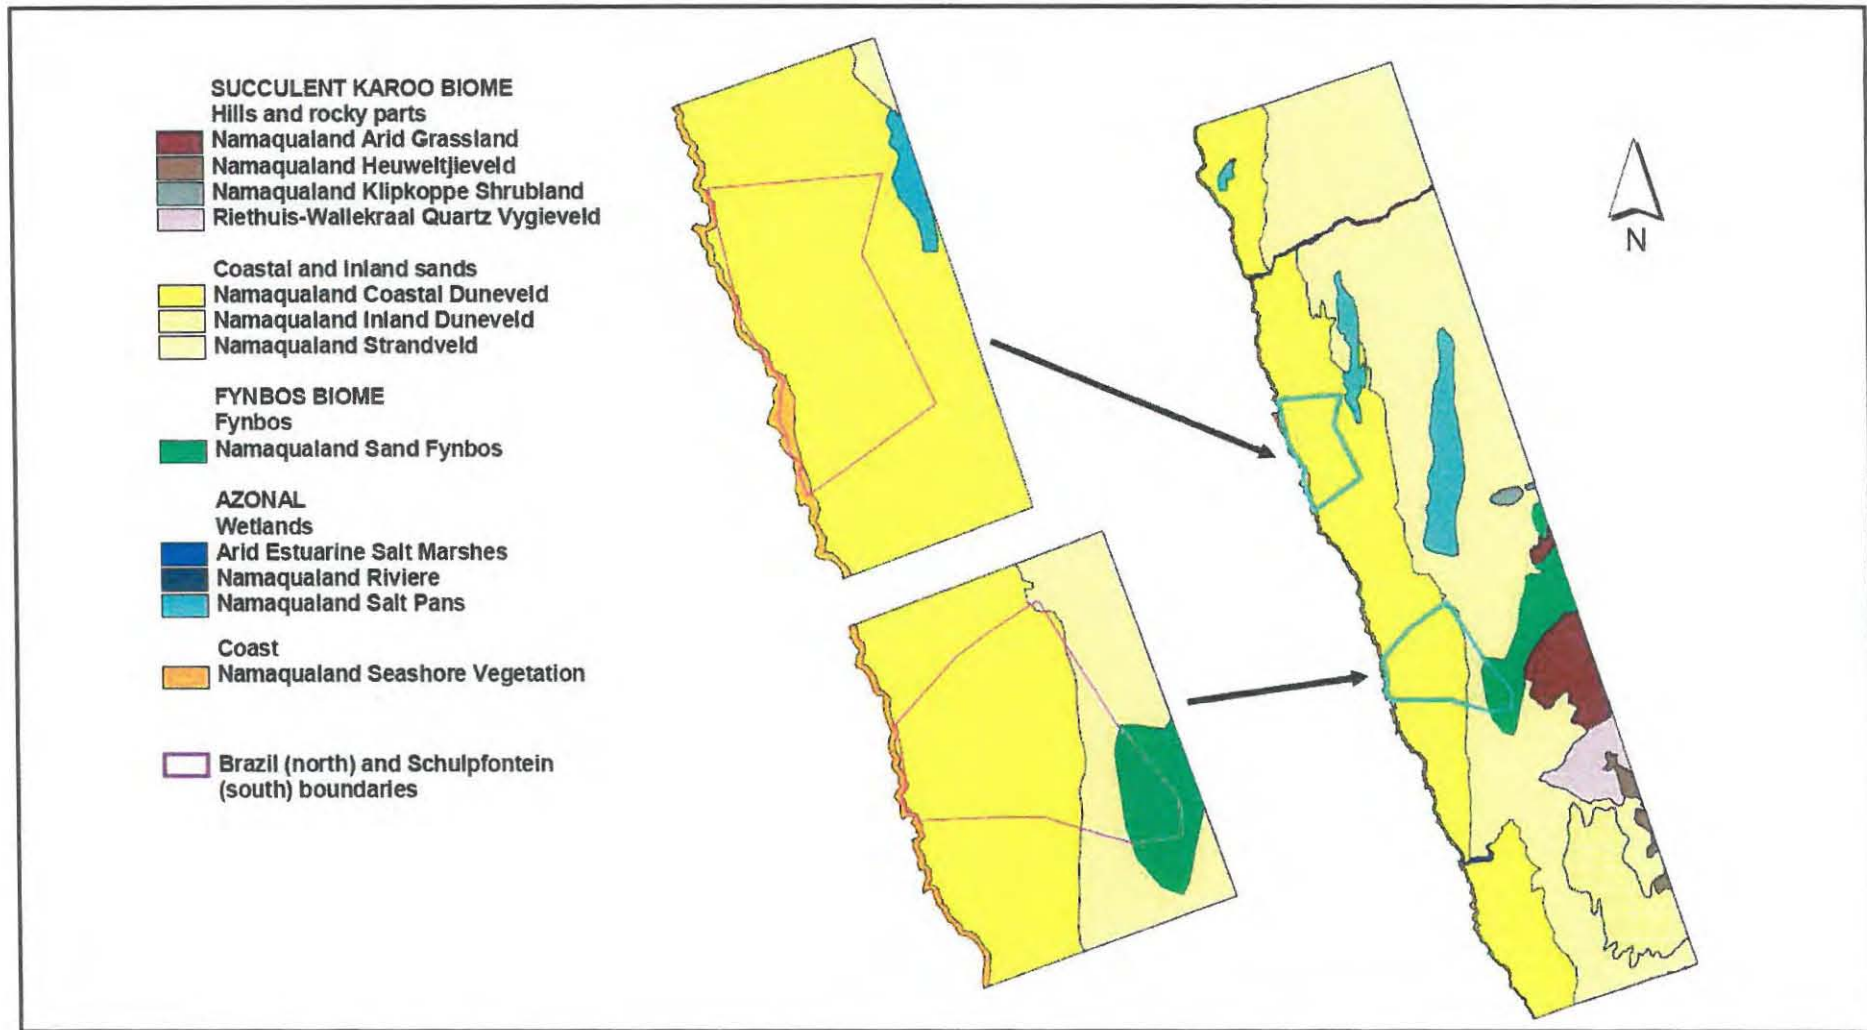 SUCCULENT KAROO BIOME
Hills and rocky parts
Namaqualand Arid Grassland
Namaqualand Heuweltjieveld
Namaqualand Klipkoppe Shrubland
Riethuis-Wallekraal Quartz Vygieveld
Coastal and inland sands
Namaqualand Coastal Duneveld
Namaqualand Inland Duneveld
Namaqualand Strandveld
FYNBOS BIOME
Fynbos
Namaqualand Sand Fynbos
AZONAL
Wetlands
Arid Estuarine Salt Marshes
Namaqualand Riviere
Namaqualand Salt Pans
Coast
Namaqualand Seashore Vegetation
Brazil (north) and Schulpfontein
(south) boundaries
N